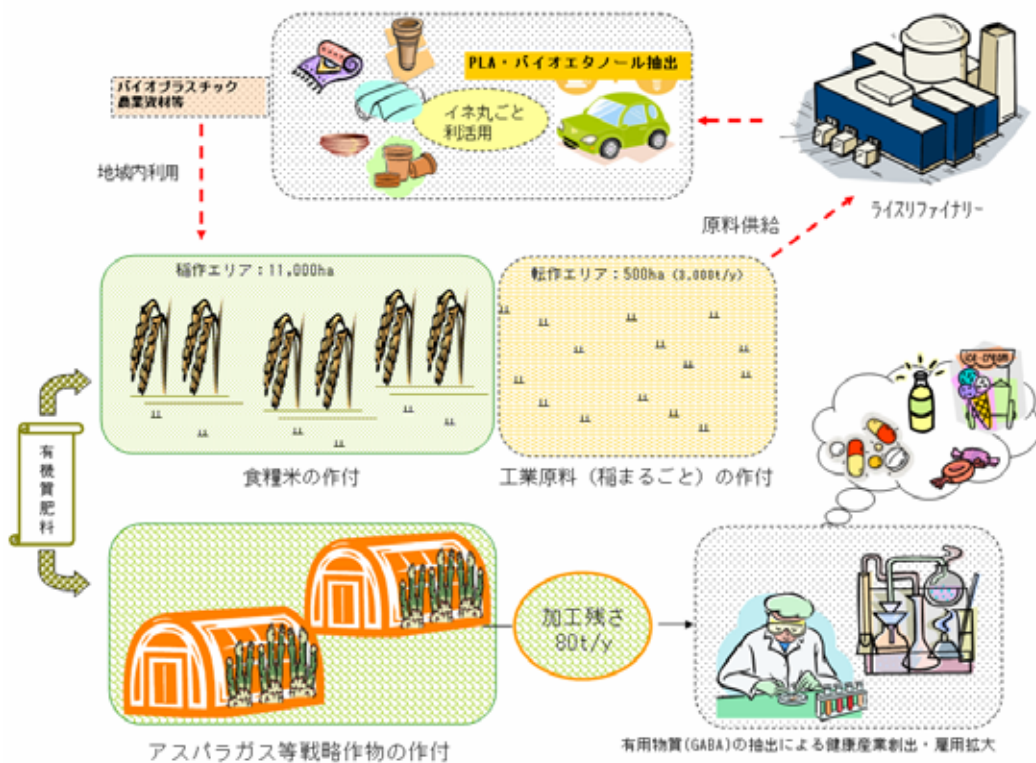 PLA・バイオエタノール抽出
バイオプラスチック
農業資材等
イネ丸ごと
利活用
地域内利用
ライスリファイナリー
原料供給
稲作エリア：11,000ha
転作エリア：500ha（3,000t/y）
ICE-CREAM
有機質肥料
食糧米の作付
工業原料（稲まるごと）の作付
加工残さ
80t/y
アスパラガス等戦略作物の作付
有用物質(GABA)の抽出による健康産業創出・雇用拡大